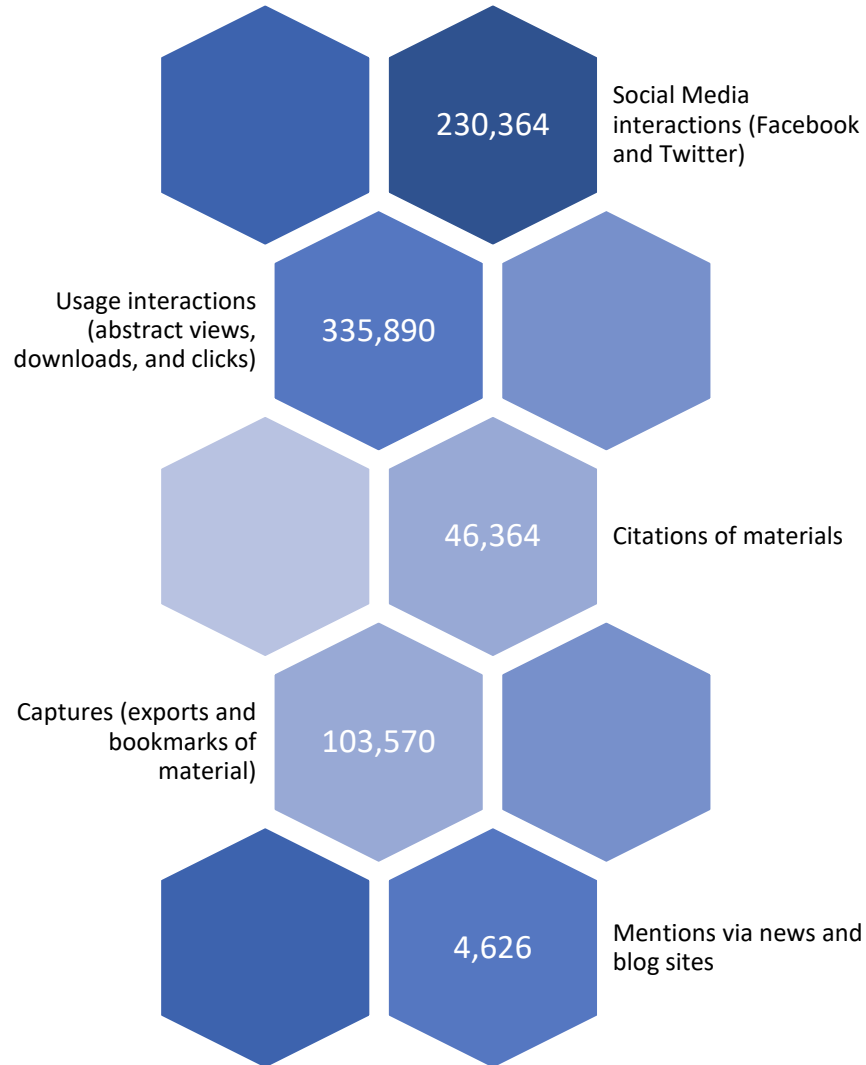 230,364
Social Media
interactions (Facebook
and Twitter)
Usage interactions
(abstract views,
downloads, and clicks)
335,890
46,364
Citations of materials
Captures (exports and
bookmarks of
material)
103,570
4,626
Mentions via news and
blog sites